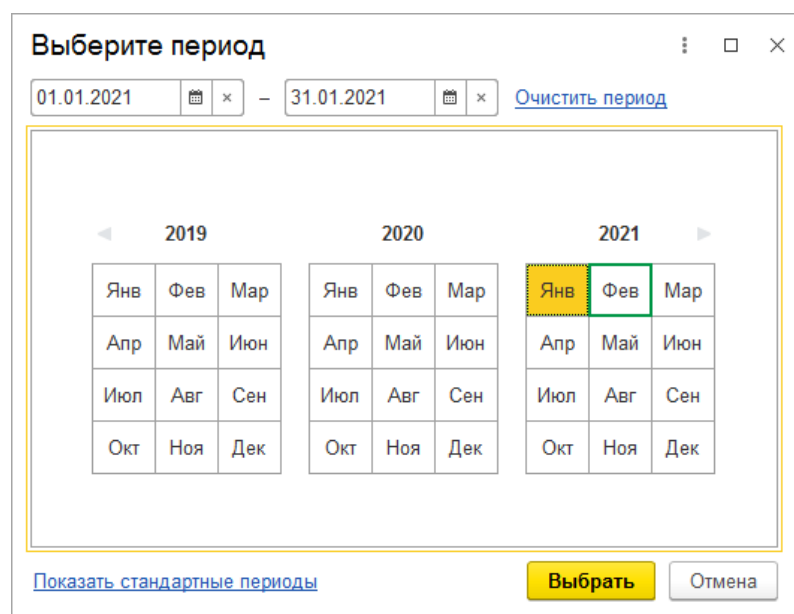 Выберите период
01.01.2021 – 31.01.2021 Очистить период
2019 2020 2021
Янв Фев Мар Янв Фев Мар Янв Фев Мар
Апр Май Июн Апр Май Июн Апр Май Июн
Июл Авг Сен Июл Авг Сен Июл Авг Сен
Окт Ноя Дек Окт Ноя Дек Окт Ноя Дек
Показать стандартные периоды Выбрать Отмена